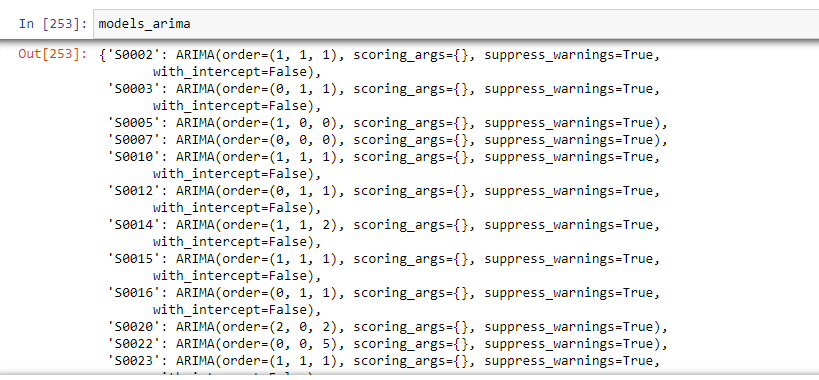 In [253]: models_arima
Out[253]: {'S0002': ARIMA(order=(1, 1, 1), scoring_args={}, suppress_warnings=True,
with_intercept=False),
'S0003': ARIMA(order=(0, 1, 1), scoring_args={}, suppress_warnings=True,
with_intercept=False),
'S0005': ARIMA(order=(1, 0, 0), scoring_args={}, suppress_warnings=True),
'S0007': ARIMA(order=(0, 0, 0), scoring_args={}, suppress_warnings=True),
'S0010': ARIMA(order=(1, 1, 1), scoring_args={}, suppress_warnings=True,
with_intercept=False),
'S0012': ARIMA(order=(0, 1, 1), scoring_args={}, suppress_warnings=True,
with_intercept=False),
'S0014': ARIMA(order=(1, 1, 2), scoring_args={}, suppress_warnings=True,
with_intercept=False),
'S0015': ARIMA(order=(1, 1, 1), scoring_args={}, suppress_warnings=True,
with_intercept=False),
'S0016': ARIMA(order=(0, 1, 1), scoring_args={}, suppress_warnings=True,
with_intercept=False),
'S0020': ARIMA(order=(2, 0, 2), scoring_args={}, suppress_warnings=True),
'S0022': ARIMA(order=(0, 0, 5), scoring_args={}, suppress_warnings=True),
'S0023': ARIMA(order=(1, 1, 1), scoring_args={}, suppress_warnings=True,